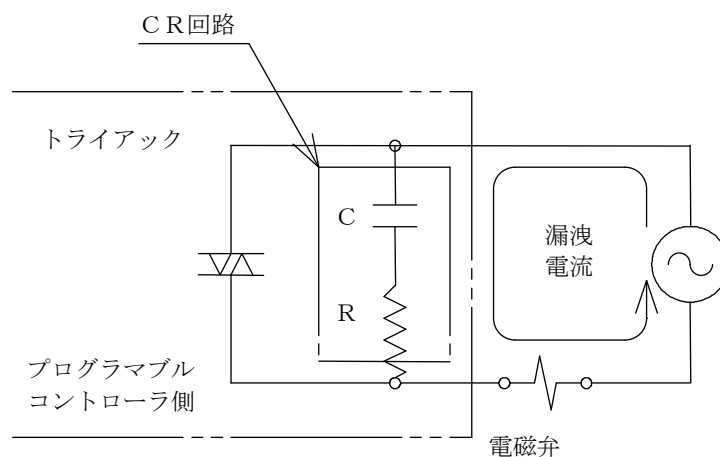 ＣＲ回路
トライアック
Ｃ
漏洩
電流
Ｒ
プログラマブル
コントローラ側
電磁弁